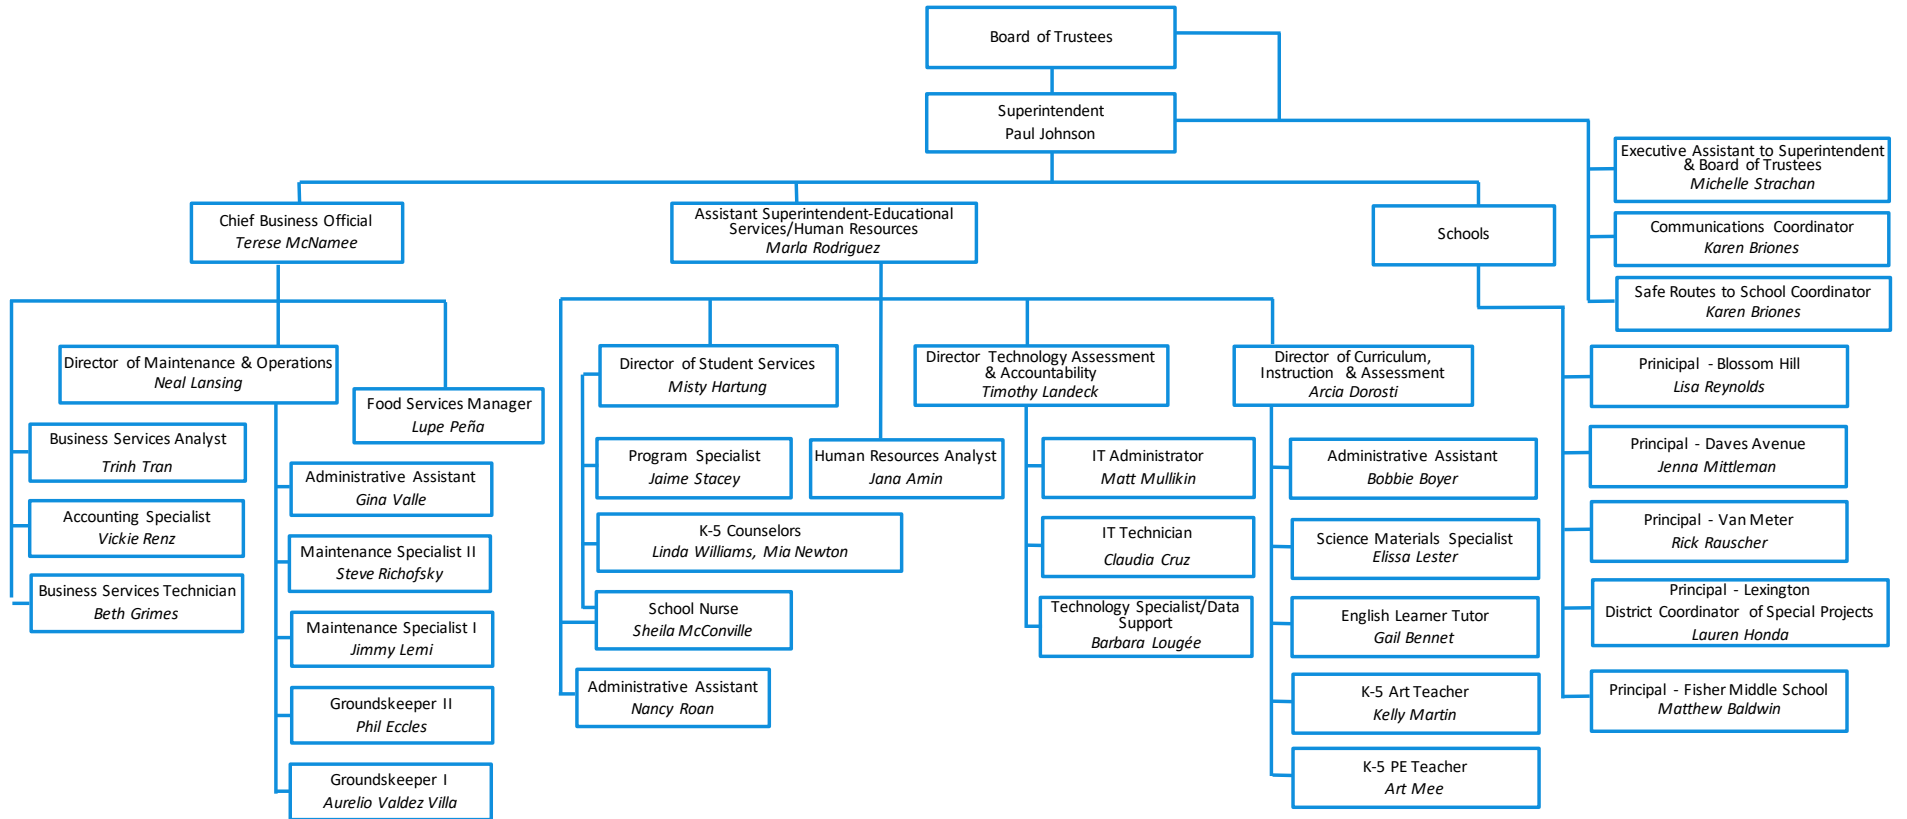 Board of Trustees
Superintendent
Paul Johnson
Executive Assistant to Superintendent
& Board of Trustees
Michelle Strachan
Communications Coordinator
Karen Briones
Safe Routes to School Coordinator
Karen Briones
Chief Business Official
Terese McNamee
Assistant Superintendent-Educational
Services/Human Resources
Marla Rodriguez
Schools
Director of Maintenance & Operations
Neal Lansing
Food Services Manager
Lupe Peña
Business Services Analyst
Trinh Tran
Accounting Specialist
Vickie Renz
Business Services Technician
Beth Grimes
Administrative Assistant
Gina Valle
Maintenance Specialist II
Steve Richofsky
Maintenance Specialist I
Jimmy Lemi
Groundskeeper II
Phil Eccles
Groundskeeper I
Aurelio Valdez Villa
Director of Student Services
Misty Hartung
Program Specialist
Jaime Stacey
K-5 Counselors
Linda Williams, Mia Newton
School Nurse
Sheila McConville
Administrative Assistant
Nancy Roan
Human Resources Analyst
Jana Amin
Director Technology Assessment
& Accountability
Timothy Landeck
IT Administrator
Matt Mullikin
IT Technician
Claudia Cruz
Technology Specialist/Data
Support
Barbara Lougée
Director of Curriculum,
Instruction & Assessment
Arcia Dorosti
Administrative Assistant
Bobbie Boyer
Science Materials Specialist
Elissa Lester
English Learner Tutor
Gail Bennet
K-5 Art Teacher
Kelly Martin
K-5 PE Teacher
Art Mee
Prinicipal - Blossom Hill
Lisa Reynolds
Principal - Daves Avenue
Jenna Mittleman
Principal - Van Meter
Rick Rauscher
Principal - Lexington
District Coordinator of Special Projects
Lauren Honda
Principal - Fisher Middle School
Matthew Baldwin